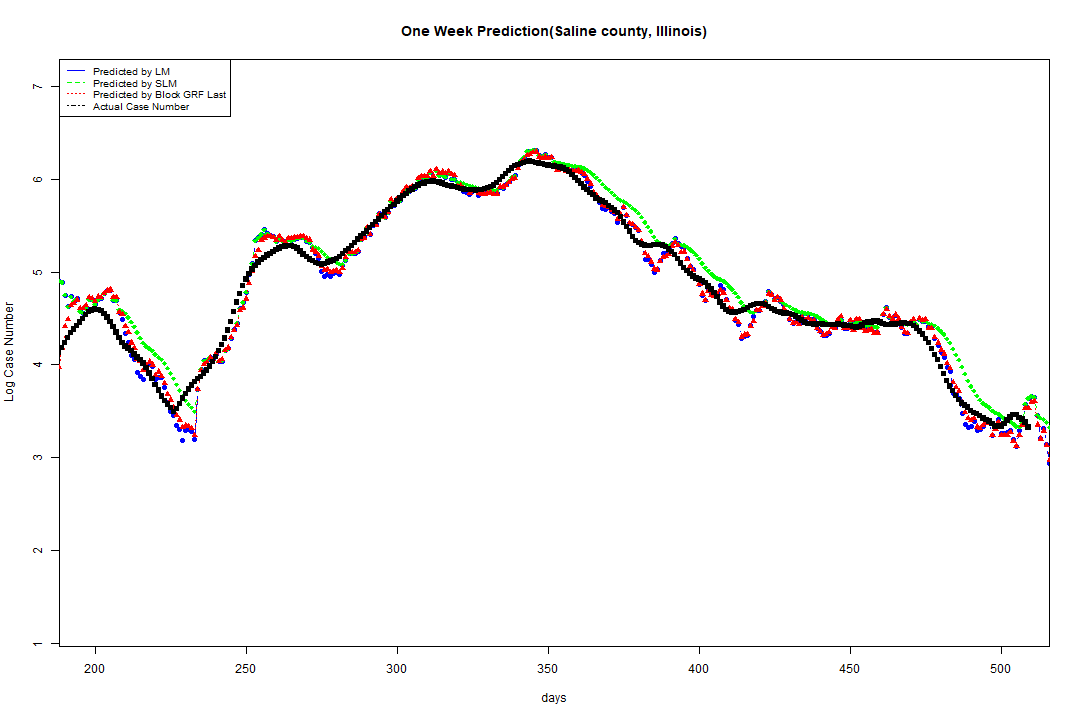 One Week Prediction(Saline county, Illinois)
Predicted by LM
Predicted by SLM
Predicted by Block GRF Last
Actual Case Number
7
6
5
4
3
2
1
Log Case Number
200 250 300 350 400 450 500
days